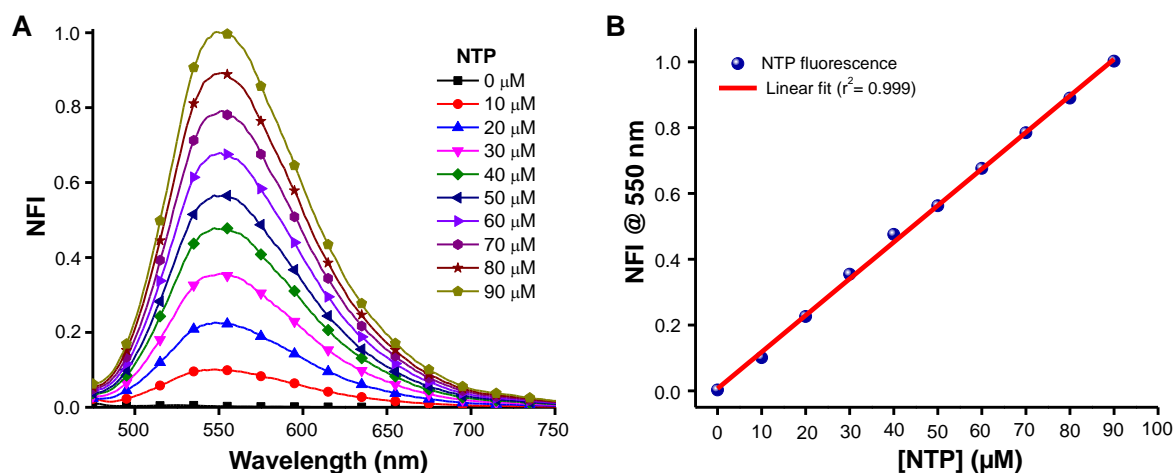 A
NFI
1.0
0.8
0.6
0.4
0.2
0.0
500 550 600 650 700 750
Wavelength (nm)
NTP
0 µM
10 µM
20 µM
30 µM
40 µM
50 µM
60 µM
70 µM
80 µM
90 µM
B
NFI @ 550 nm
1.0
0.8
0.6
0.4
0.2
0.0
0 10 20 30 40 50 60 70 80 90 100
[NTP] (µM)
NTP fluorescence
Linear fit (r²= 0.999)